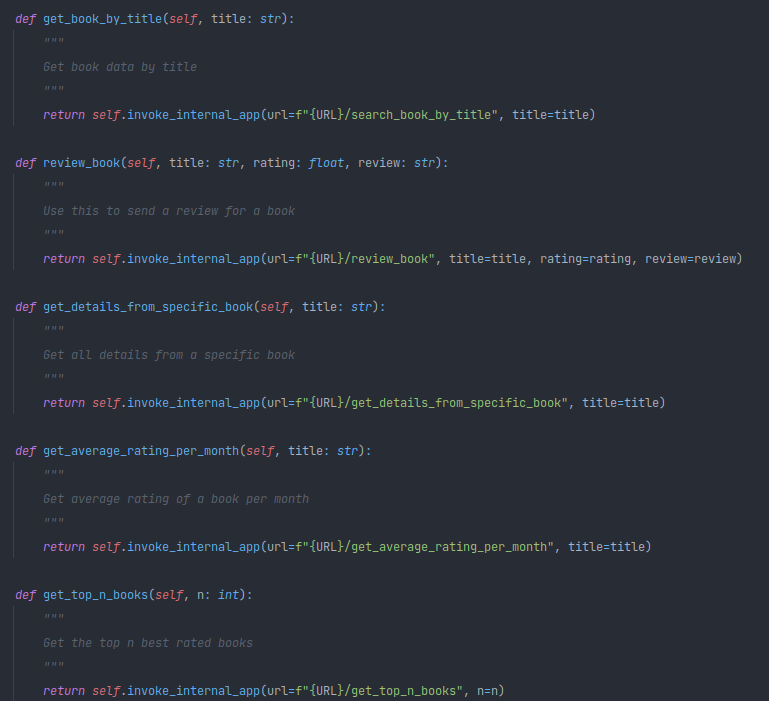 def get_book_by_title(self, title: str):
    """
    Get book data by title
    """
    return self.invoke_internal_app(url=f"{URL}/search_book_by_title", title=title)

def review_book(self, title: str, rating: float, review: str):
    """
    Use this to send a review for a book
    """
    return self.invoke_internal_app(url=f"{URL}/review_book", title=title, rating=rating, review=review)

def get_details_from_specific_book(self, title: str):
    """
    Get all details from a specific book
    """
    return self.invoke_internal_app(url=f"{URL}/get_details_from_specific_book", title=title)

def get_average_rating_per_month(self, title: str):
    """
    Get average rating of a book per month
    """
    return self.invoke_internal_app(url=f"{URL}/get_average_rating_per_month", title=title)

def get_top_n_books(self, n: int):
    """
    Get the top n best rated books
    """
    return self.invoke_internal_app(url=f"{URL}/get_top_n_books", n=n)